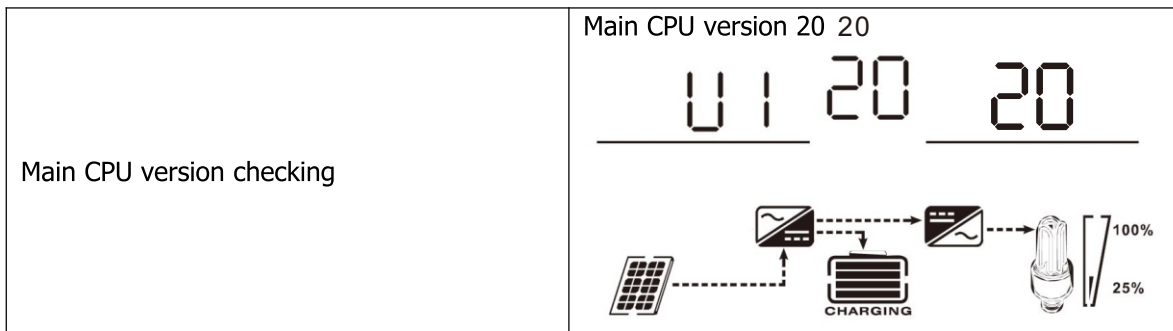 Main CPU version checking
Main CPU version 20 20
U1 20 20
100%
25%
CHARGING